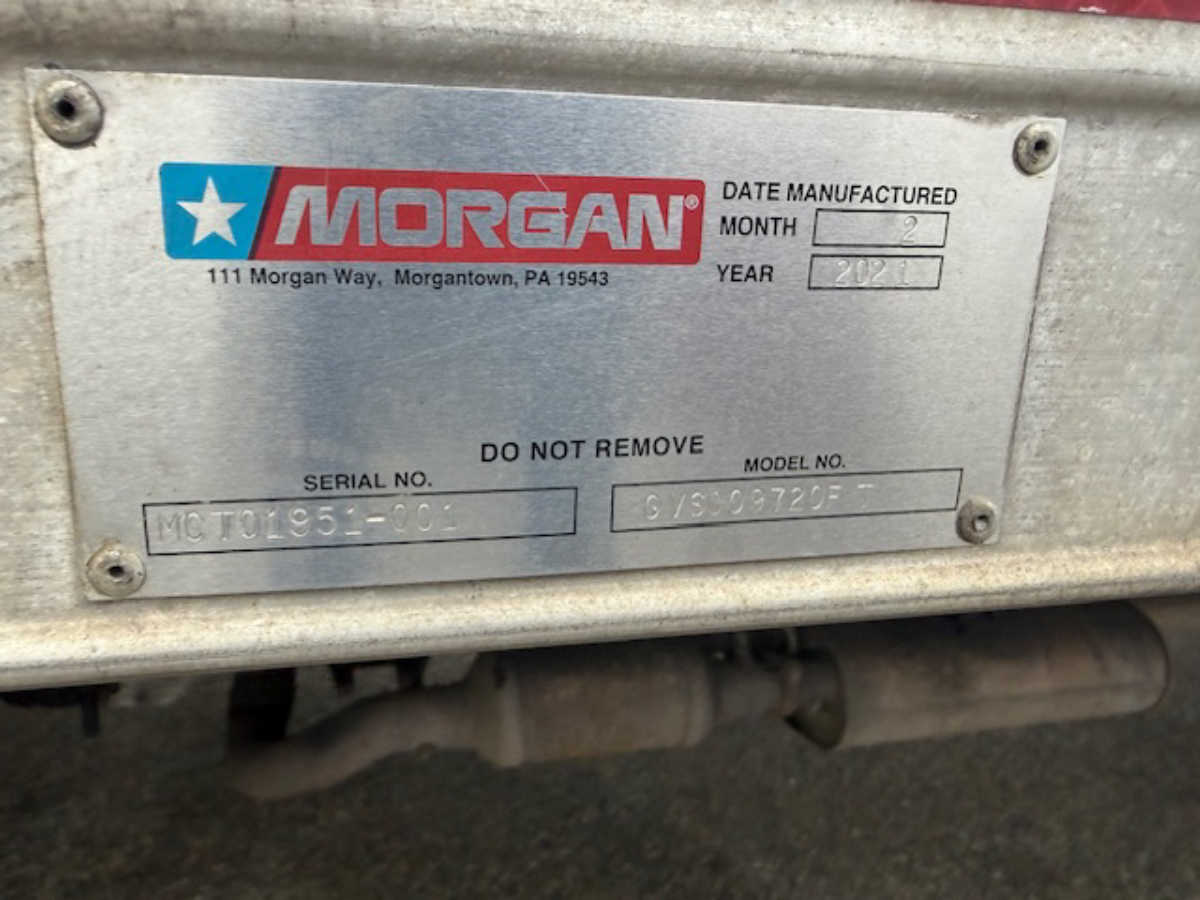 MORGAN®
111 Morgan Way, Morgantown, PA 19543
DATE MANUFACTURED
MONTH 2
YEAR 2021
DO NOT REMOVE
SERIAL NO.
MCT01951-001
MODEL NO.